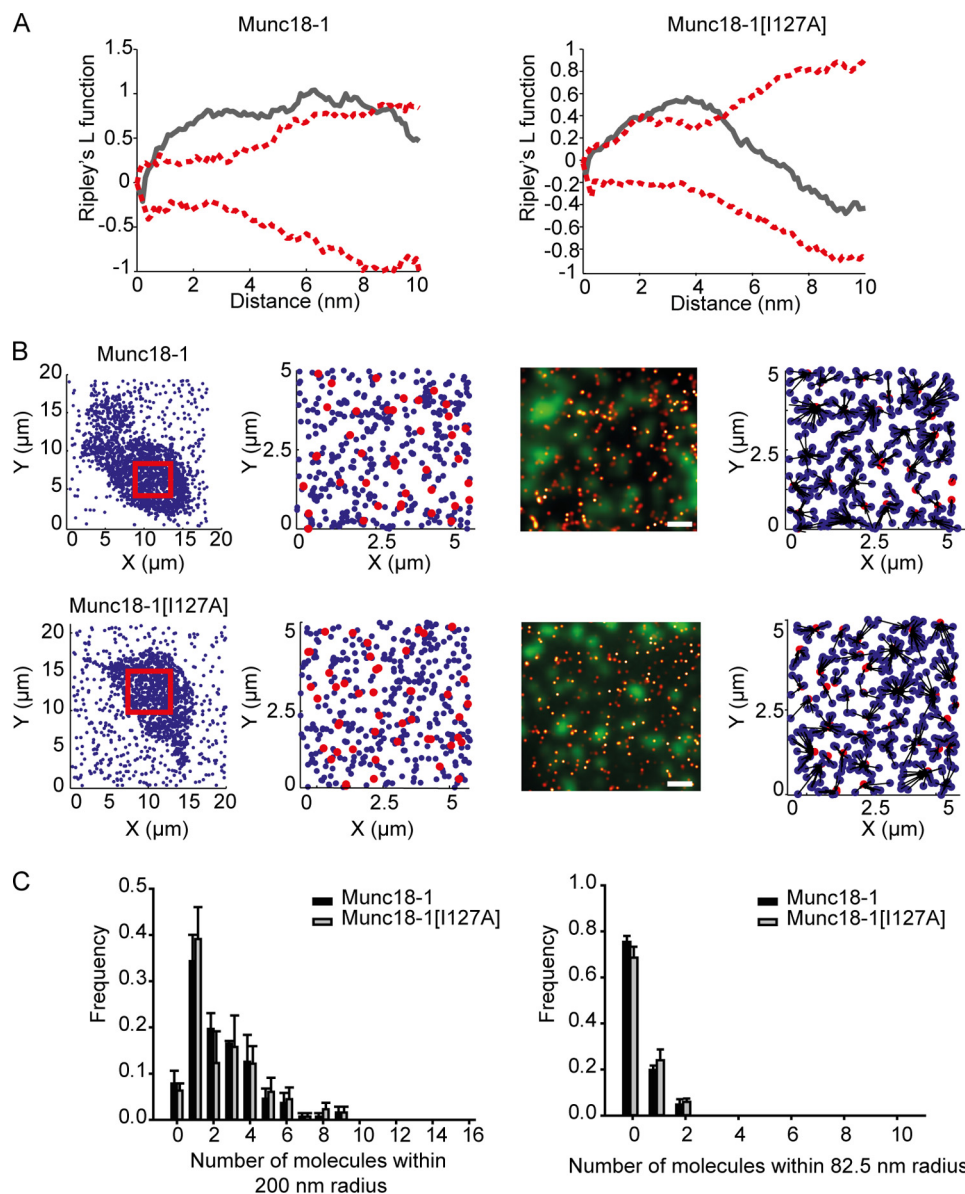 A
Munc18-1
Ripley's L function
1.5
1
0.5
0
-0.5
-1
0 2 4 6 8 10
Distance (nm)
Munc18-1[I127A]
Ripley's L function
1
0.8
0.6
0.4
0.2
0
-0.2
-0.4
-0.6
-0.8
-1
0 2 4 6 8 10
Distance (nm)
B
Munc18-1
Y (µm)
20
15
10
5
0
0 5 10 15 20
X (µm)
Y (µm)
5
2.5
0
0 2.5 5
X (µm)
Y (µm)
5
2.5
0
0 2.5 5
X (µm)
Munc18-1[I127A]
Y (µm)
20
15
10
5
0
0 5 10 15 20
X (µm)
Y (µm)
5
2.5
0
0 2.5 5
X (µm)
Y (µm)
5
2.5
0
0 2.5 5
X (µm)
C
Frequency
0.5
0.4
0.3
0.2
0.1
0.0
Munc18-1
Munc18-1[I127A]
0 2 4 6 8 10 12 14 16
Number of molecules within
200 nm radius
Frequency
1.0
0.8
0.6
0.4
0.2
0.0
Munc18-1
Munc18-1[I127A]
0 2 4 6 8 10
Number of molecules within 82.5 nm radius